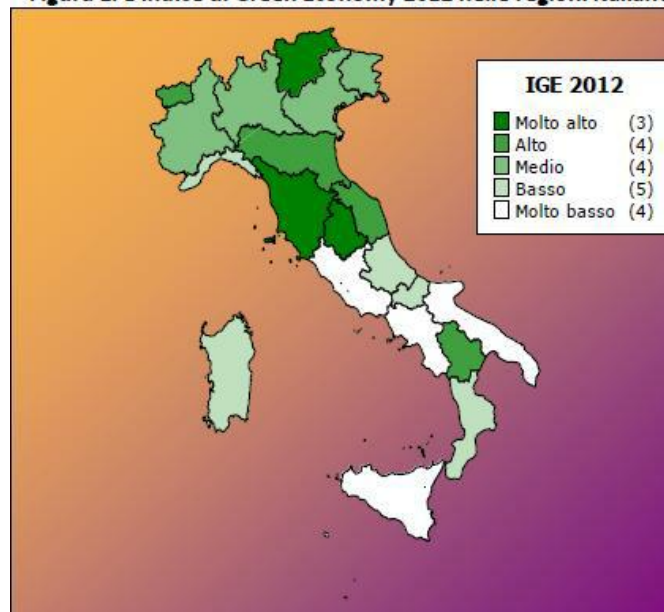 IGE 2012
Molto alto (3)
Alto (4)
Medio (4)
Basso (5)
Molto basso (4)